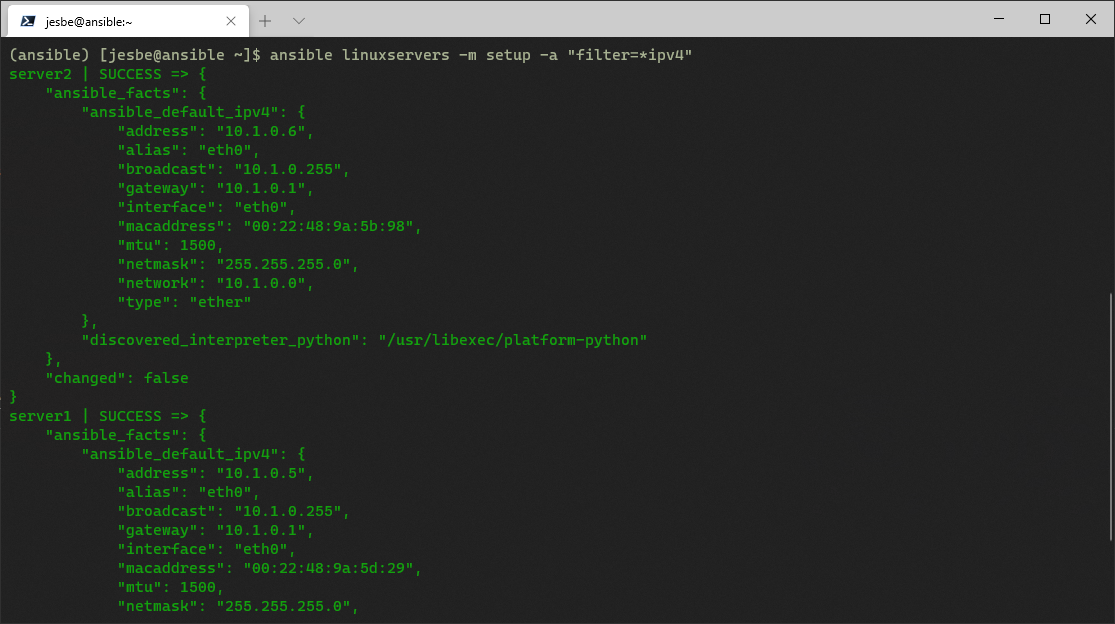 jesbe@ansible:~
(ansible) [jesbe@ansible ~]$ ansible linuxservers -m setup -a "filter=*ipv4"
server2 | SUCCESS => {
    "ansible_facts": {
        "ansible_default_ipv4": {
            "address": "10.1.0.6",
            "alias": "eth0",
            "broadcast": "10.1.0.255",
            "gateway": "10.1.0.1",
            "interface": "eth0",
            "macaddress": "00:22:48:9a:5b:98",
            "mtu": 1500,
            "netmask": "255.255.255.0",
            "network": "10.1.0.0",
            "type": "ether"
        },
        "discovered_interpreter_python": "/usr/libexec/platform-python"
    },
    "changed": false
}
server1 | SUCCESS => {
    "ansible_facts": {
        "ansible_default_ipv4": {
            "address": "10.1.0.5",
            "alias": "eth0",
            "broadcast": "10.1.0.255",
            "gateway": "10.1.0.1",
            "interface": "eth0",
            "macaddress": "00:22:48:9a:5d:29",
            "mtu": 1500,
            "netmask": "255.255.255.0",